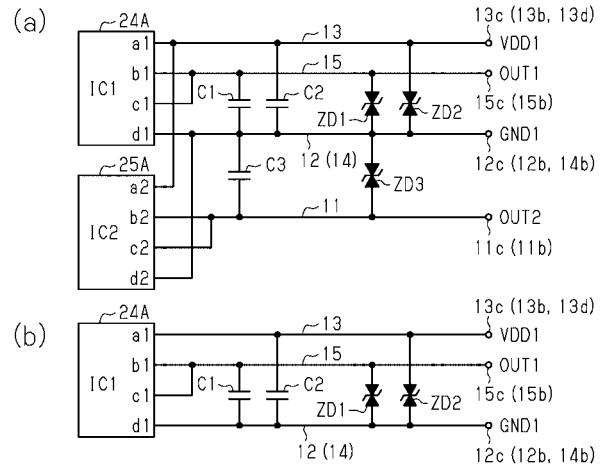 (a)
24A
IC1
a1
b1
c1
d1
25A
IC2
a2
b2
c2
d2
13
15
C1
C2
ZD1
ZD2
12 (14)
C3
ZD3
11
13c (13b, 13d)
VDD1
OUT1
15c (15b)
GND1
12c (12b, 14b)
OUT2
11c (11b)
(b)
24A
IC1
a1
b1
c1
d1
13
15
C1
C2
ZD1
ZD2
12 (14)
13c (13b, 13d)
VDD1
OUT1
15c (15b)
GND1
12c (12b, 14b)